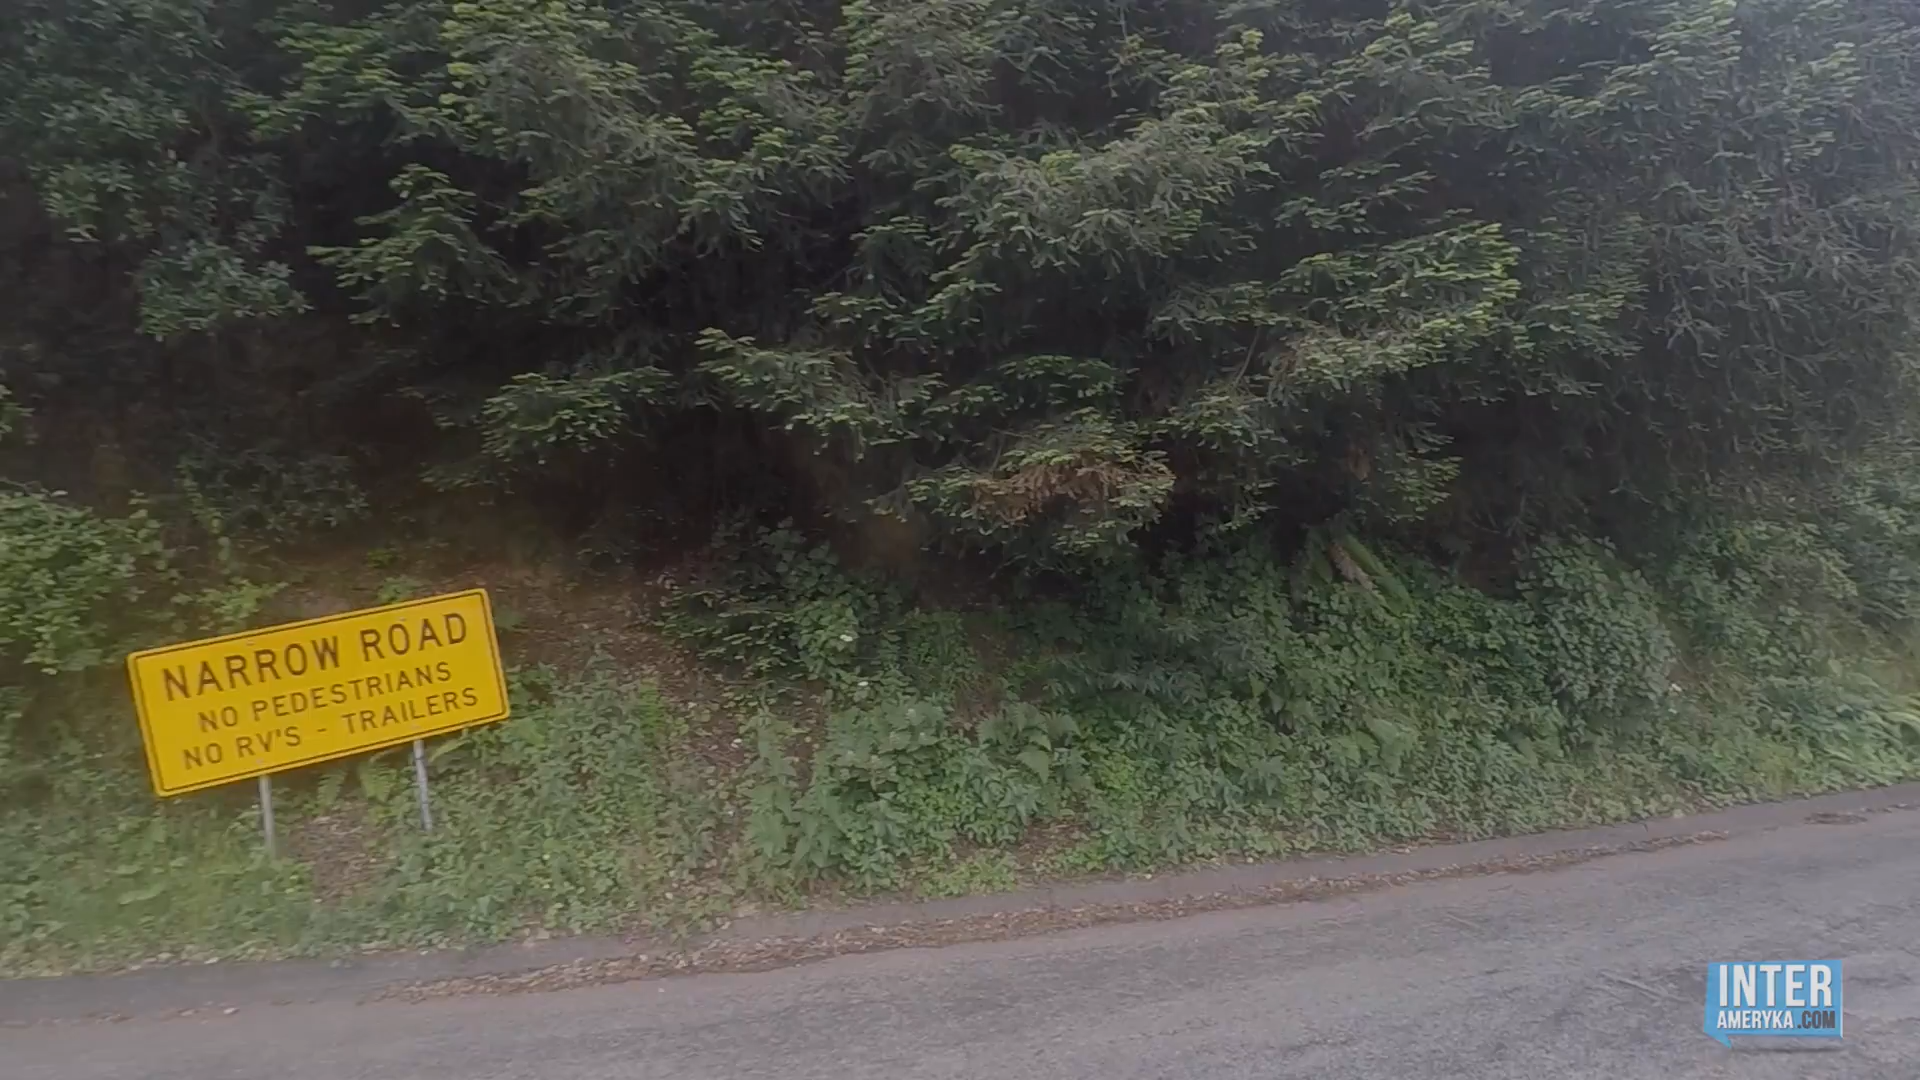 NARROW ROAD
NO PEDESTRIANS
NO RV'S - TRAILERS
INTER
AMERYKA.COM